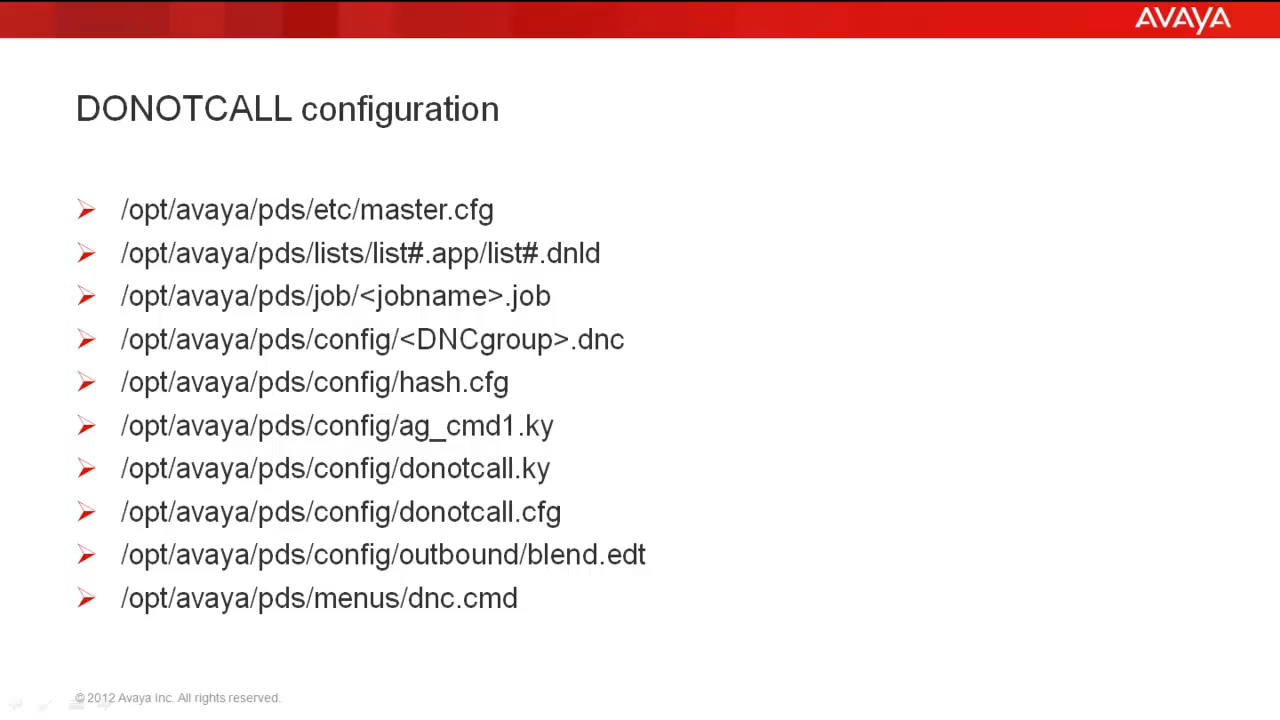 AVAYA
DONOTCALL configuration
/opt/avaya/pds/etc/master.cfg
/opt/avaya/pds/lists/list#.app/list#.dnld
/opt/avaya/pds/job/<jobname>.job
/opt/avaya/pds/config/<DNCgroup>.dnc
/opt/avaya/pds/config/hash.cfg
/opt/avaya/pds/config/ag_cmd1.ky
/opt/avaya/pds/config/donotcall.ky
/opt/avaya/pds/config/donotcall.cfg
/opt/avaya/pds/config/outbound/blend.edt
/opt/avaya/pds/menus/dnc.cmd
© 2012 Avaya Inc. All rights reserved.